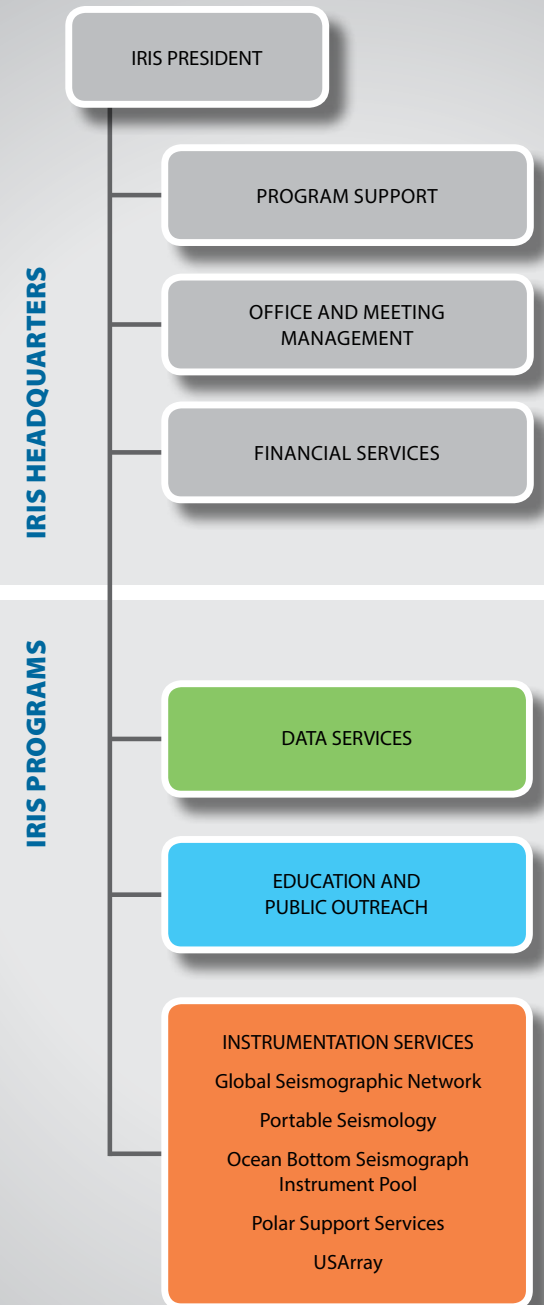 IRIS PRESIDENT
IRIS HEADQUARTERS
PROGRAM SUPPORT
OFFICE AND MEETING
MANAGEMENT
FINANCIAL SERVICES
IRIS PROGRAMS
DATA SERVICES
EDUCATION AND
PUBLIC OUTREACH
INSTRUMENTATION SERVICES
Global Seismographic Network
Portable Seismology
Ocean Bottom Seismograph
Instrument Pool
Polar Support Services
USArray